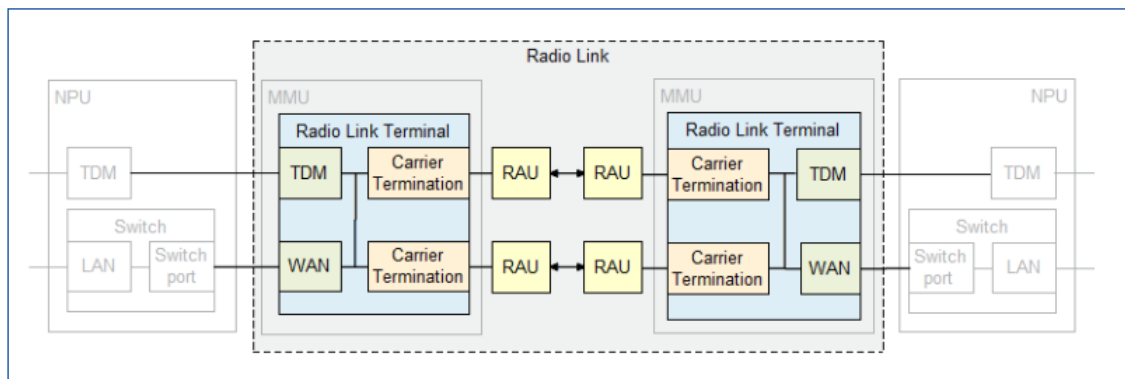 Radio Link
NPU
MMU
MMU
NPU
Radio Link Terminal
Radio Link Terminal
TDM
TDM
Carrier
Termination
RAU
RAU
Carrier
Termination
TDM
TDM
Switch
LAN
Switch
port
WAN
Carrier
Termination
RAU
RAU
Carrier
Termination
WAN
Switch
Switch
port
LAN